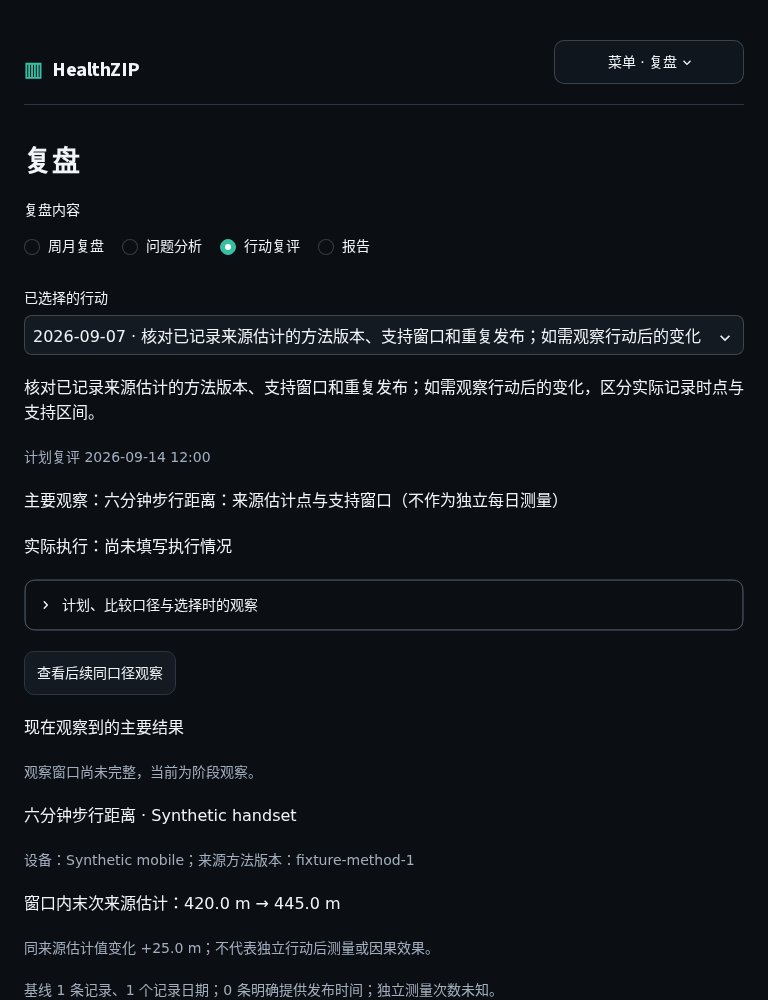 HealthZIP
菜单 · 复盘
复盘
复盘内容
周月复盘 问题分析 行动复评 报告
已选择的行动
2026-09-07 · 核对已记录来源估计的方法版本、支持窗口和重复发布；如需观察行动后的变化
核对已记录来源估计的方法版本、支持窗口和重复发布；如需观察行动后的变化，区分实际记录时点与
支持区间。
计划复评 2026-09-14 12:00
主要观察：六分钟步行距离：来源估计点与支持窗口（不作为独立每日测量）
实际执行：尚未填写执行情况
计划、比较口径与选择时的观察
查看后续同口径观察
现在观察到的主要结果
观察窗口尚未完整，当前为阶段观察。
六分钟步行距离 · Synthetic handset
设备：Synthetic mobile；来源方法版本：fixture-method-1
窗口内末次来源估计：420.0 m → 445.0 m
同来源估计值变化 +25.0 m；不代表独立行动后测量或因果效果。
基线 1 条记录、1 个记录日期；0 条明确提供发布时间；独立测量次数未知。